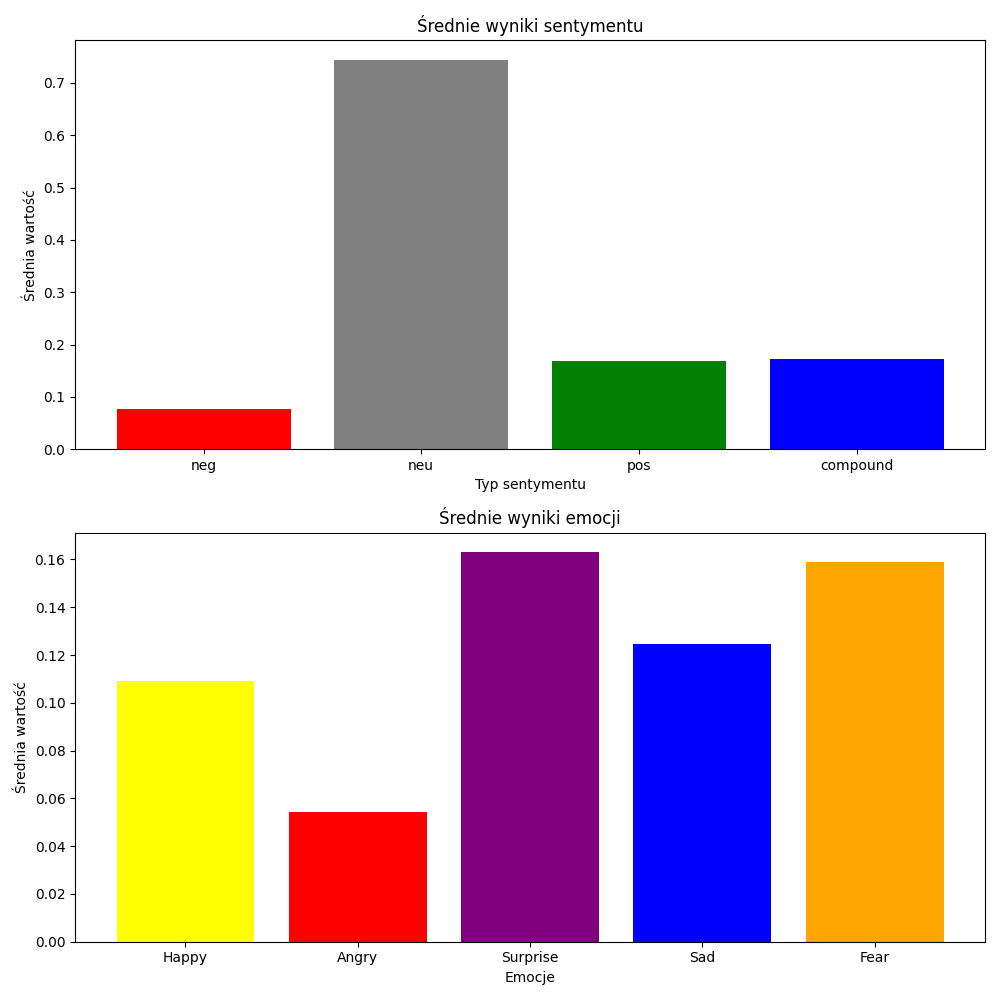 Średnie wyniki sentymentu
0.7
0.6
0.5
0.4
0.3
0.2
0.1
0.0
Średnia wartość
neg neu pos compound
Typ sentymentu
Średnie wyniki emocji
0.16
0.14
0.12
0.10
0.08
0.06
0.04
0.02
0.00
Średnia wartość
Happy Angry Surprise Sad Fear
Emocje